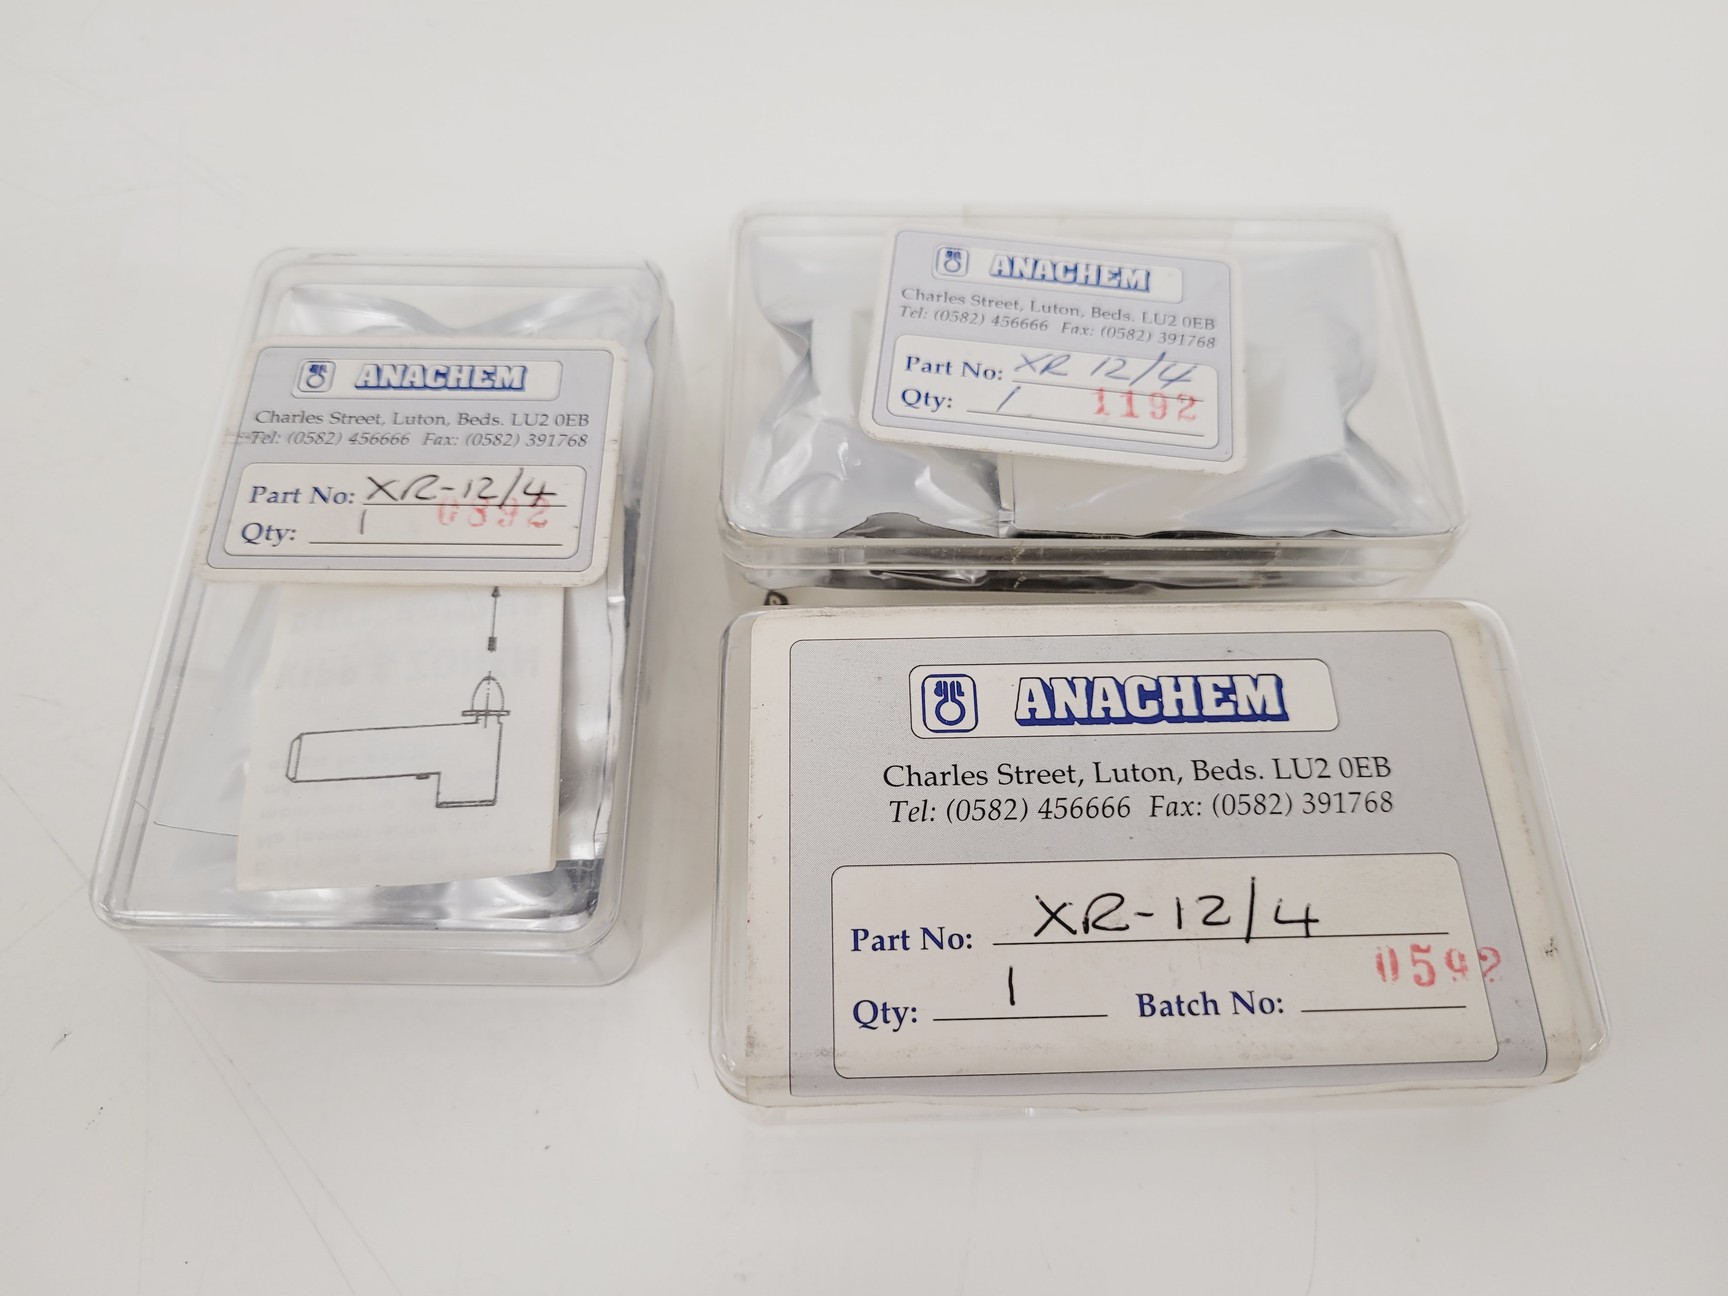 ANACHEM
Charles Street, Luton, Beds. LU2 0EB
Tel: (0582) 456666 Fax: (0582) 391768
Part No: XR-12/4
0892
Qty: 1
ANACHEM
Charles Street, Luton, Beds. LU2 0EB
Tel: (0582) 456666 Fax: (0582) 391768
Part No: XR 12/4
Qty: 1 1192
ANACHEM
Charles Street, Luton, Beds. LU2 0EB
Tel: (0582) 456666 Fax: (0582) 391768
Part No: XR-12/4
0592
Qty: 1 Batch No: